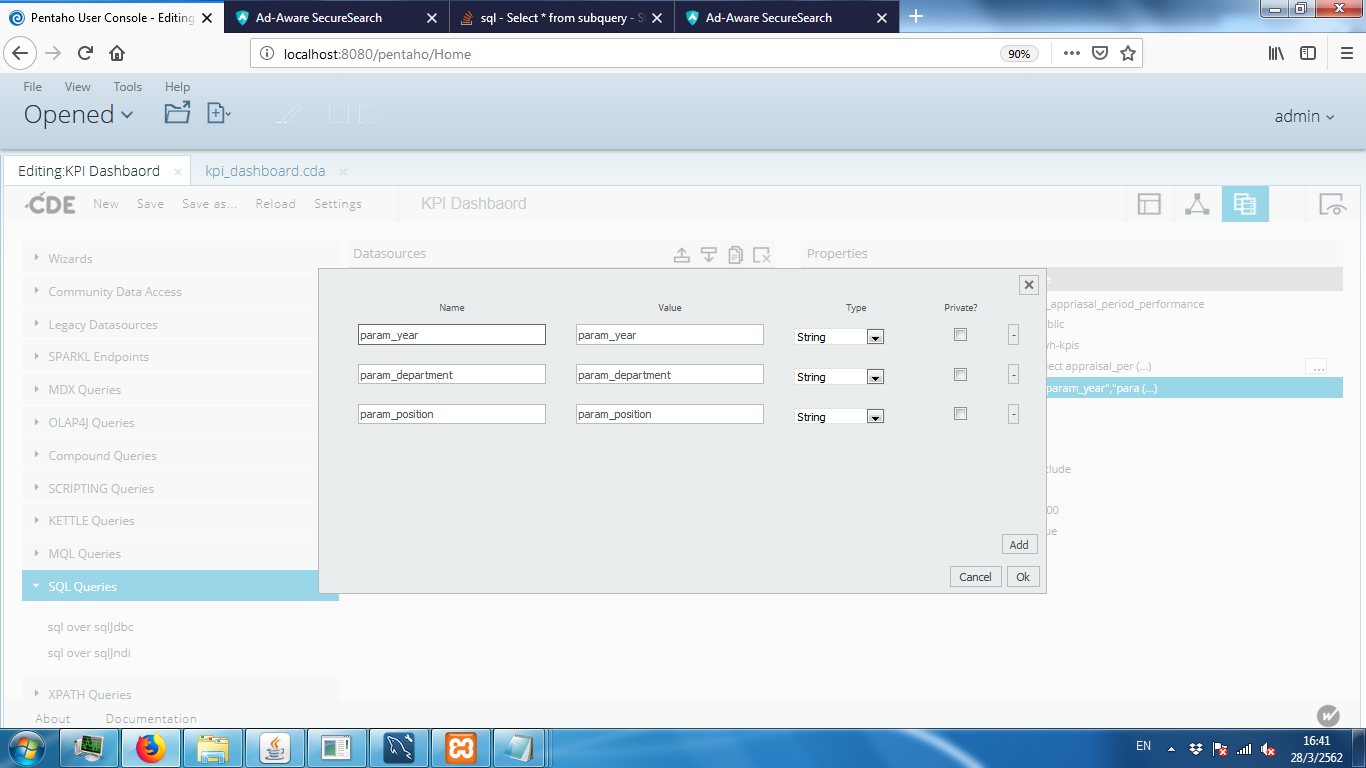 Pentaho User Console - Editing
Ad-Aware SecureSearch
sql - Select * from subquery - S
Ad-Aware SecureSearch
localhost:8080/pentaho/Home
90%
File View Tools Help
Opened
admin
Editing:KPI Dashbaord
kpi_dashboard.cda
CDE New Save Save as... Reload Settings
KPI Dashbaord
Wizards
Community Data Access
Legacy Datasources
SPARKL Endpoints
MDX Queries
OLAP4J Queries
Compound Queries
SCRIPTING Queries
KETTLE Queries
MQL Queries
SQL Queries
sql over sqlJdbc
sql over sqlJndi
XPATH Queries
Datasources
Properties
_appriasal_period_performance
blic
vh-kpis
lect appraisal_per (...)
...
param_year","para (...)
clude
00
ue
Name Value Type Private?
param_year param_year String -
param_department param_department String -
param_position param_position String -
Add
Cancel Ok
About Documentation
EN
16:41
28/3/2562